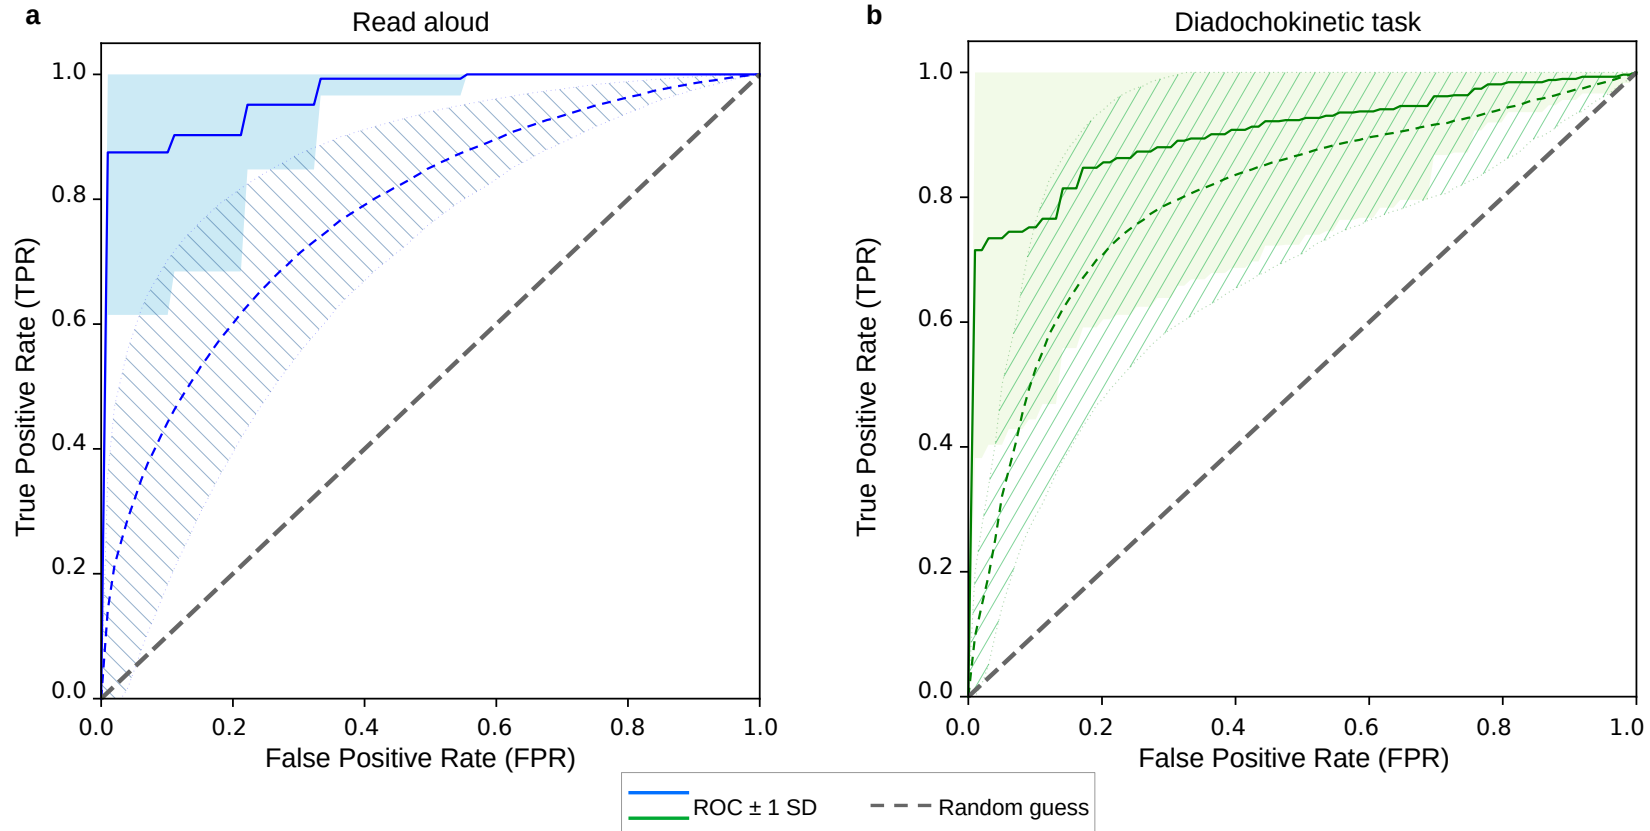 a
Read aloud
True Positive Rate (TPR)
1.0
0.8
0.6
0.4
0.2
0.0
0.0 0.2 0.4 0.6 0.8 1.0
False Positive Rate (FPR)
b
Diadochokinetic task
True Positive Rate (TPR)
1.0
0.8
0.6
0.4
0.2
0.0
0.0 0.2 0.4 0.6 0.8 1.0
False Positive Rate (FPR)
ROC ± 1 SD
Random guess